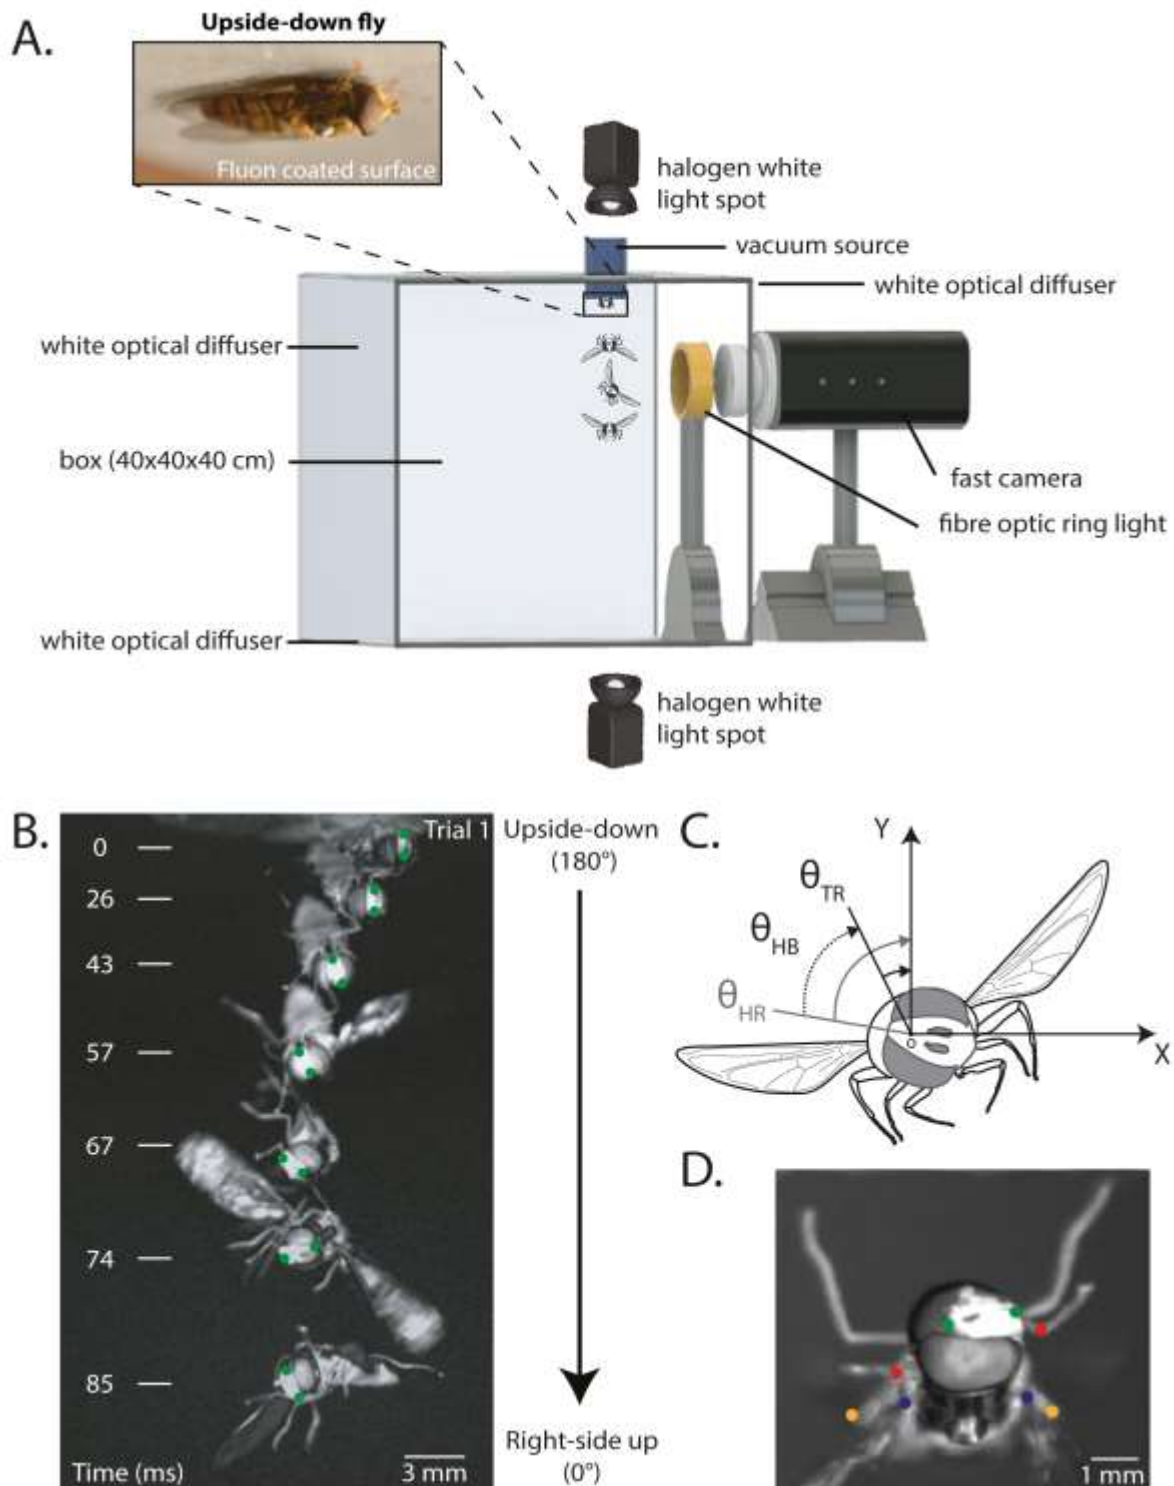 A.
Upside-down fly
Fluon coated surface
halogen white
light spot
vacuum source
white optical diffuser
white optical diffuser
box (40x40x40 cm)
fast camera
fibre optic ring light
white optical diffuser
halogen white
light spot
B.
Trial 1
0
26
43
57
67
74
85
Time (ms)
3 mm
Upside-down
(180°)
Right-side up
(0°)
C.
Y
θTR
θHB
θHR
X
D.
1 mm